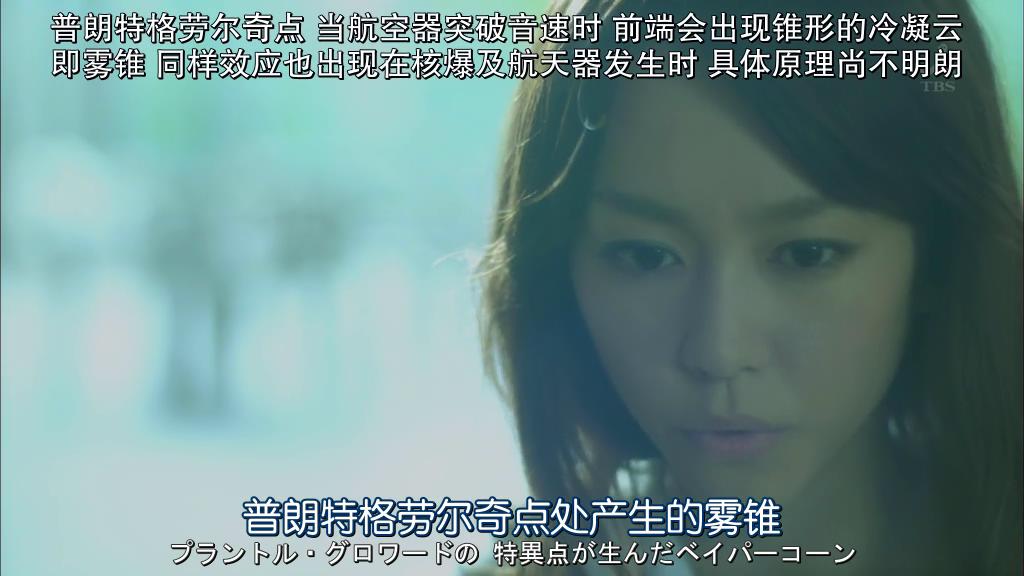 普朗特格劳尔奇点 当航空器突破音速时 前端会出现锥形的冷凝云
即雾锥 同样效应也出现在核爆及航天器发生时 具体原理尚不明朗
TBS
普朗特格劳尔奇点处产生的雾锥
プラントル・グロワードの 特異点が生んだベイパーコーン